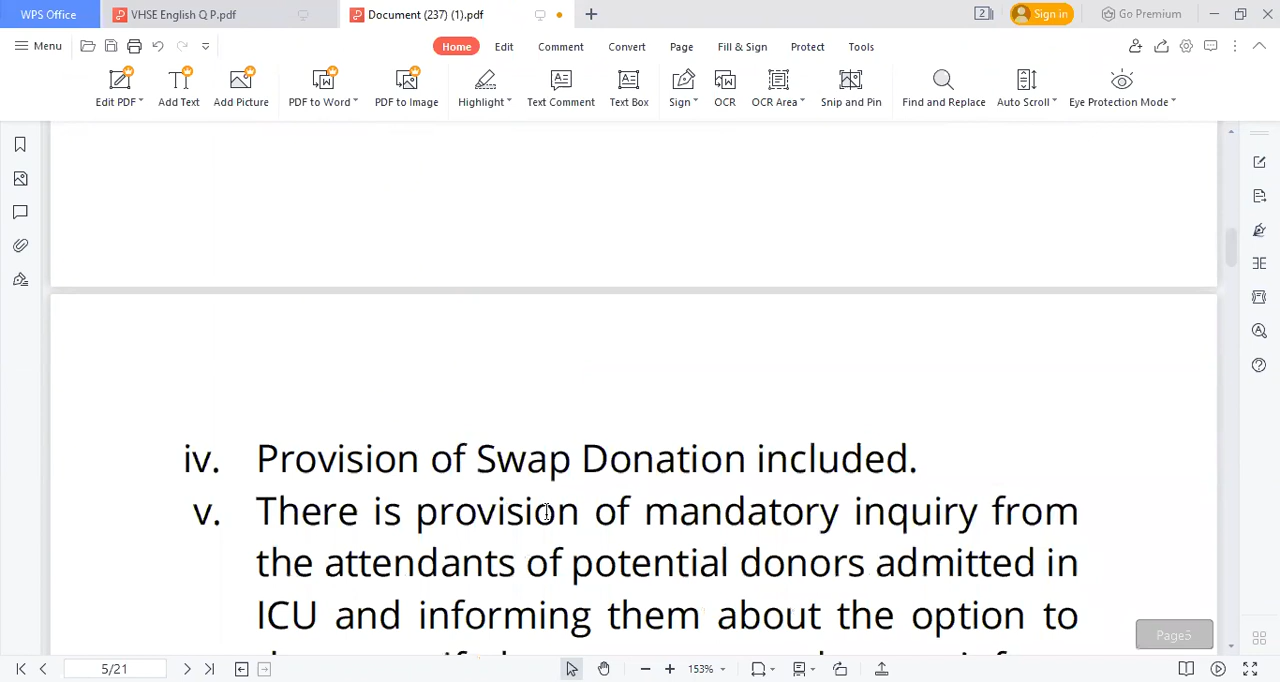 WPS Office
VHSE English Q P.pdf
Document (237) (1).pdf
2
Sign in
Go Premium
Menu
Home
Edit
Comment
Convert
Page
Fill & Sign
Protect
Tools
Edit PDF
Add Text
Add Picture
PDF to Word
PDF to Image
Highlight
Text Comment
Text Box
Sign
OCR
OCR Area
Snip and Pin
Find and Replace
Auto Scroll
Eye Protection Mode
iv. Provision of Swap Donation included.
v. There is provision of mandatory inquiry from
the attendants of potential donors admitted in
ICU and informing them about the option to
Page5
5/21
153%